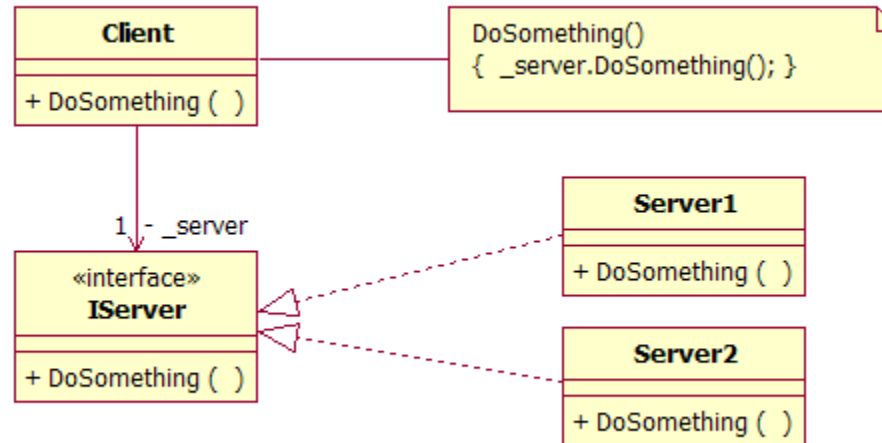 Client
+ DoSomething ( )
DoSomething()
{ _server.DoSomething(); }
1 - _server
«interface»
IServer
+ DoSomething ( )
Server1
+ DoSomething ( )
Server2
+ DoSomething ( )